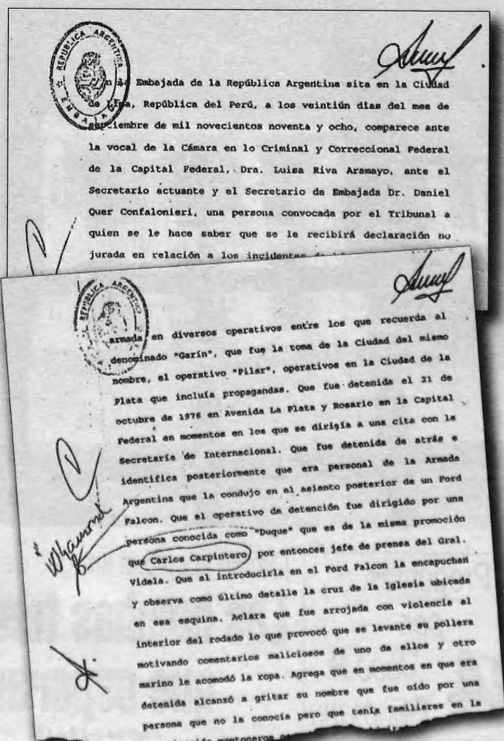 REPUBLICA ARGENTINA
EMBAJADA
n la Embajada de la República Argentina sita en la Ciudad
de Lima, República del Perú, a los veintiún dias del mes de
septiembre de mil novecientos noventa y ocho, comparece ante
la vocal de la Cámara en lo Criminal y Correccional Federal
de la Capital Federal, Dra. Luisa Riva Aramayo, ante el
Secretario actuante y el Secretario de Embajada Dr. Daniel
Quer Confalonieri, una persona convocada por el Tribunal a
quien se le hace saber que se le recibirá declaración no
jurada en relación a los incidentes
REPUBLICA ARGENTINA
armada en diversos operativos entre los que recuerda al
denominado "Garín", que fue la toma de la Ciudad del mismo
nombre, el operativo "Pilar", operativos en la Ciudad de la
Plata que incluía propagandas. Que fue detenida el 21 de
octubre de 1976 en Avenida La Plata y Rosario en la Capital
Federal en momentos en los que se dirigía a una cita con la
Secretaría de Internacional. Que fue detenida de atrás e
identifica posteriormente que era personal de la Armada
Argentina que la condujo en el asiento posterior de un Ford
Falcon. Que el operativo de detención fue dirigido por una
persona conocida como "Duque" que es de la misma promoción
que Carlos Carpintero por entonces jefe de prensa del Gral.
Videla. Que al introducirla en el Ford Falcon la encapuchan
y observa como último detalle la cruz de la Iglesia ubicada
en esa esquina. Aclara que fue arrojada con violencia al
interior del rodado lo que provocó que se levante su pollera
motivando comentarios maliciosos de uno de ellos y otro
marino le acomodó la ropa. Agrega que en momentos en que era
detenida alcanzó a gritar su nombre que fue oído por una
persona que no la conocía pero que tenía familiares en la
montoneros